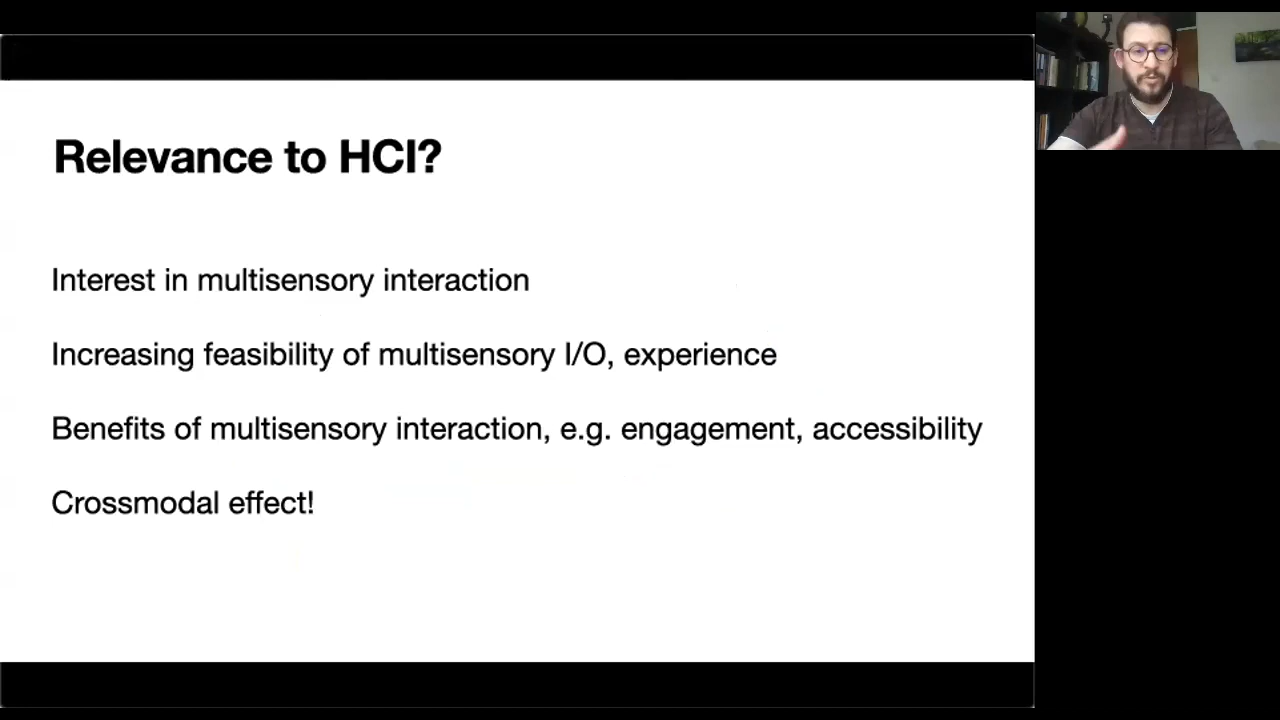 Relevance to HCI?
Interest in multisensory interaction
Increasing feasibility of multisensory I/O, experience
Benefits of multisensory interaction, e.g. engagement, accessibility
Crossmodal effect!